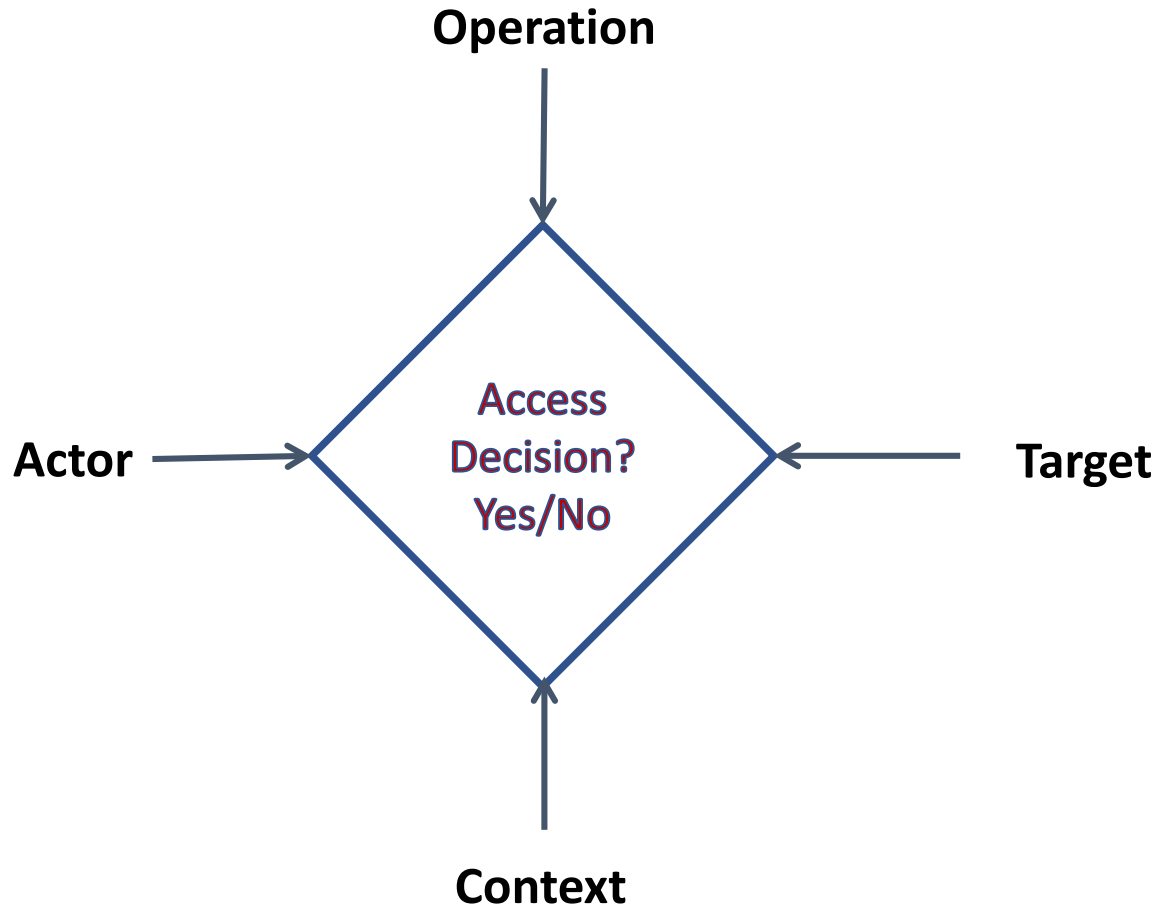 Operation
Access
Decision?
Yes/No
Actor
Target
Context